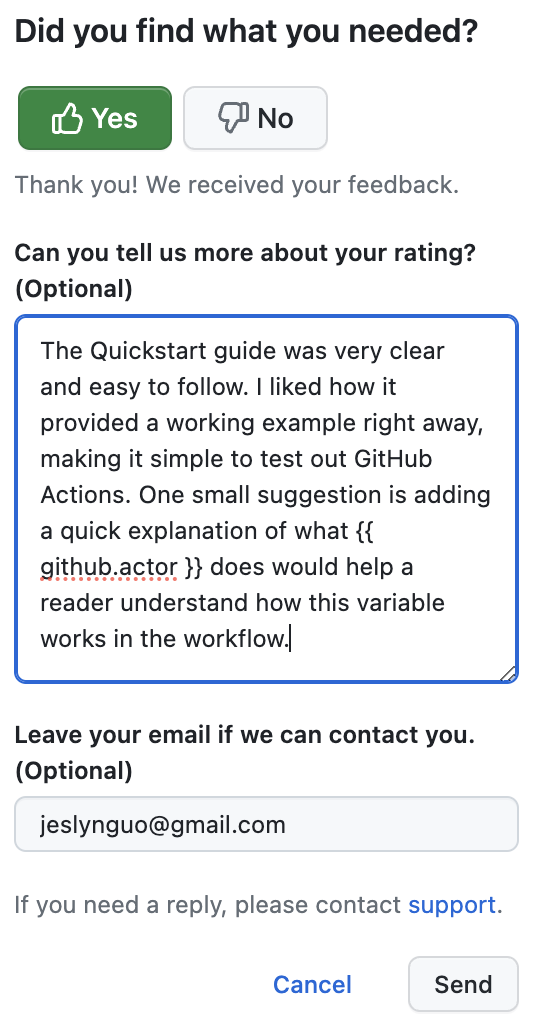 Did you find what you needed?
Yes
No
Thank you! We received your feedback.
Can you tell us more about your rating?
(Optional)
The Quickstart guide was very clear
and easy to follow. I liked how it
provided a working example right away,
making it simple to test out GitHub
Actions. One small suggestion is adding
a quick explanation of what {{
github.actor }} does would help a
reader understand how this variable
works in the workflow.
Leave your email if we can contact you.
(Optional)
jeslynguo@gmail.com
If you need a reply, please contact support.
Cancel
Send